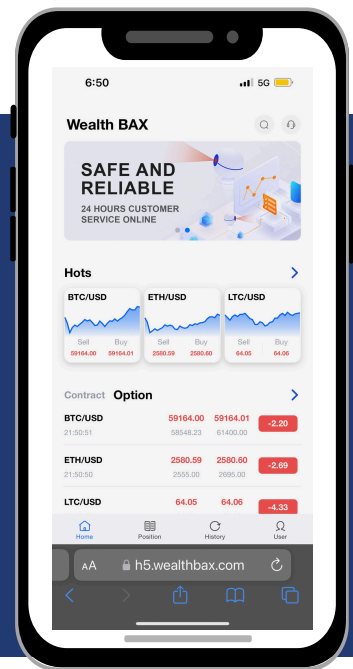 6:50 5G
Wealth BAX
SAFE AND
RELIABLE
24 HOURS CUSTOMER
SERVICE ONLINE
Hots
BTC/USD ETH/USD LTC/USD
Sell Buy Sell Buy Sell Buy
59164.00 59164.01 2580.59 2580.60 64.05 64.06
Contract Option
BTC/USD 59164.00 59164.01 -2.20
21:50:51 58548.23 61400.00
ETH/USD 2580.59 2580.60 -2.69
21:50:50 2555.00 2695.00
LTC/USD 64.05 64.06 -4.33
Home Position History User
AA h5.wealthbax.com